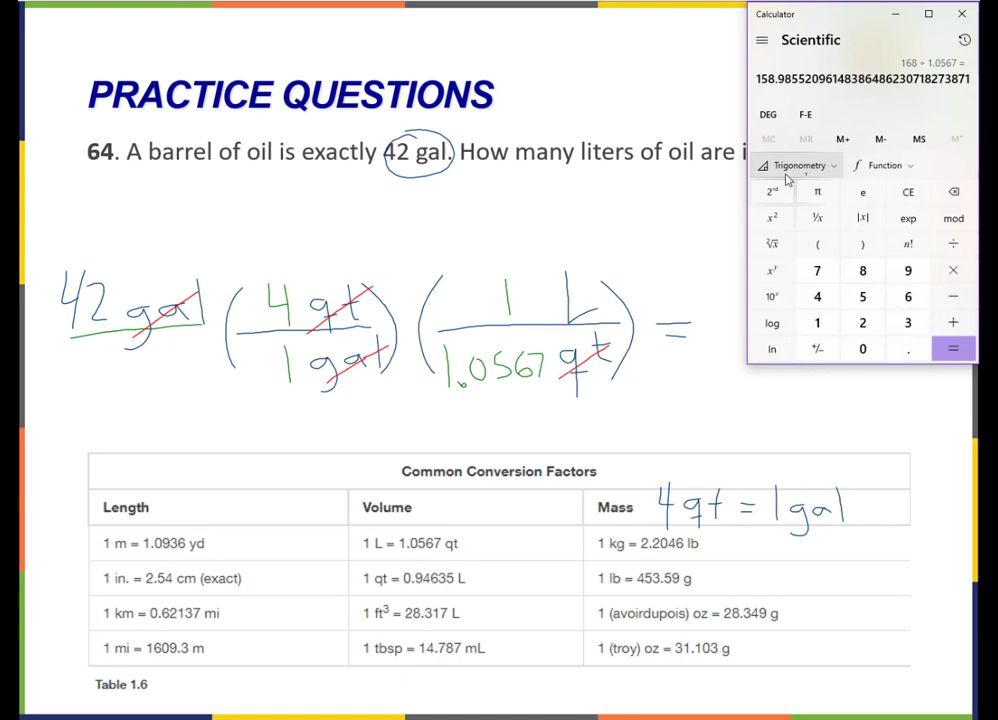 Calculator
Scientific
168 ÷ 1.0567 =
158.98552096148386486230718273871
DEG F-E
MC MR M+ M- MS M˅
Trigonometry Function
2nd π e CE
x² ¹/x |x| exp mod
²√x ( ) n! ÷
xʸ 7 8 9 ×
10ˣ 4 5 6 −
log 1 2 3 +
ln +/− 0 . =
PRACTICE QUESTIONS
64. A barrel of oil is exactly 42 gal. How many liters of oil are i
42 gal (4 qt / 1 gal) (1 L / 1.0567 qt) =
Common Conversion Factors
Length Volume Mass 4 qt = 1 gal
1 m = 1.0936 yd 1 L = 1.0567 qt 1 kg = 2.2046 lb
1 in. = 2.54 cm (exact) 1 qt = 0.94635 L 1 lb = 453.59 g
1 km = 0.62137 mi 1 ft³ = 28.317 L 1 (avoirdupois) oz = 28.349 g
1 mi = 1609.3 m 1 tbsp = 14.787 mL 1 (troy) oz = 31.103 g
Table 1.6